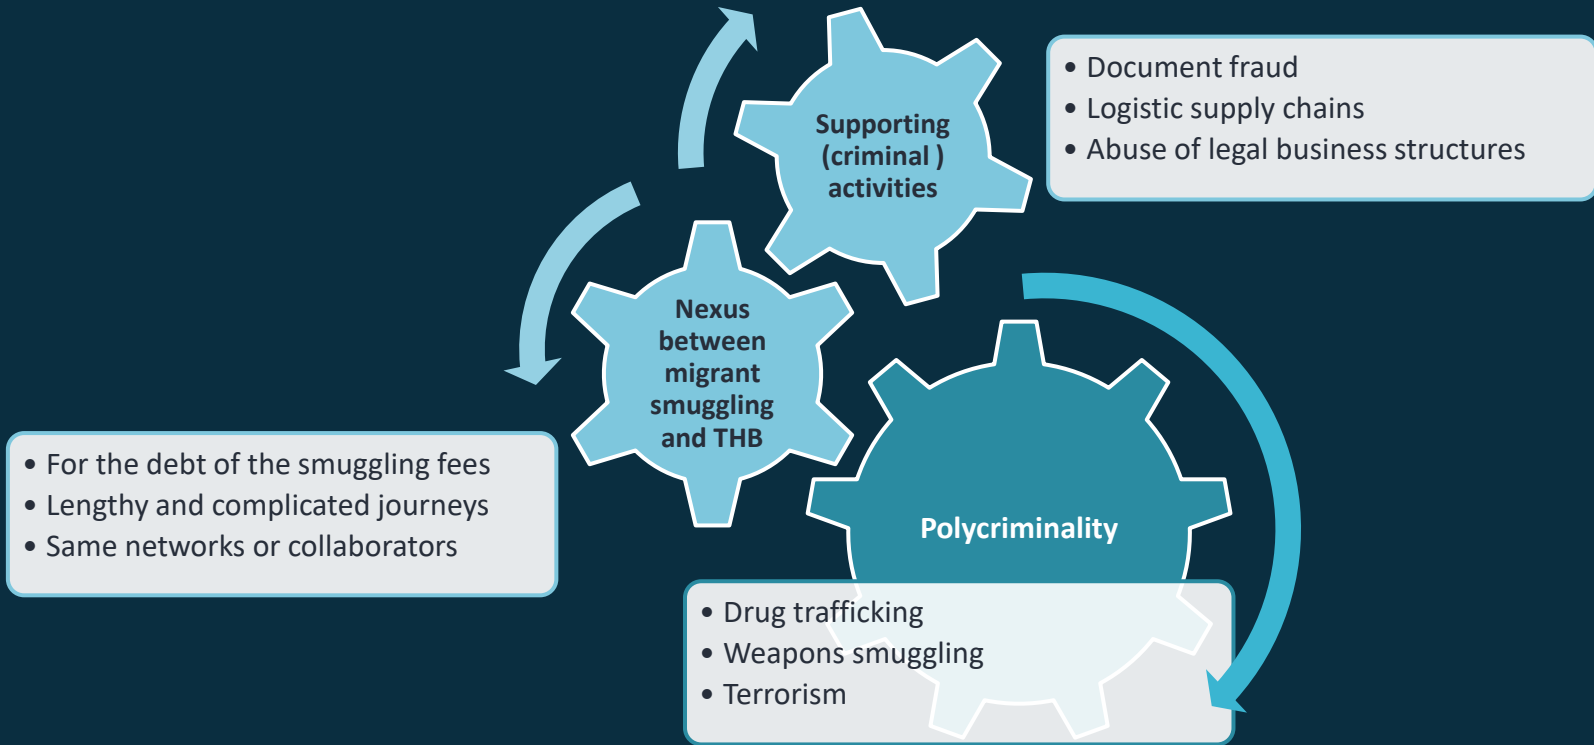 Supporting
(criminal )
activities
• Document fraud
• Logistic supply chains
• Abuse of legal business structures
Nexus
between
migrant
smuggling
and THB
• For the debt of the smuggling fees
• Lengthy and complicated journeys
• Same networks or collaborators
Polycriminality
• Drug trafficking
• Weapons smuggling
• Terrorism